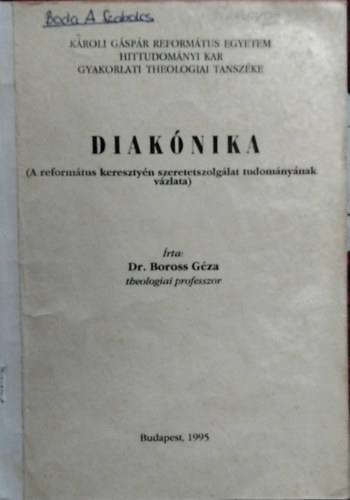 Boda A Szabolcs
KÁROLI GÁSPÁR REFORMÁTUS EGYETEM
HITTUDOMÁNYI KAR
GYAKORLATI THEOLOGIAI TANSZÉKE
DIAKÓNIKA
(A református keresztyén szeretetszolgálat tudományának
vázlata)
Írta:
Dr. Boross Géza
theologiai professzor
Budapest, 1995